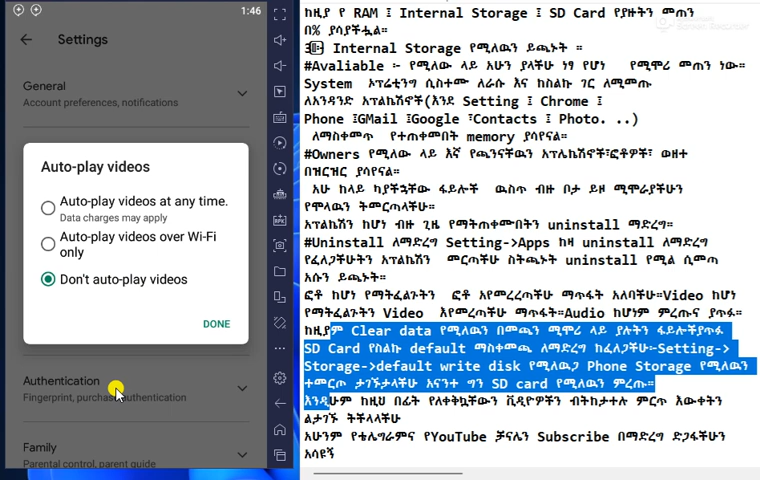 1:46
Settings
General
Account preferences, notifications
Auto-play videos
Auto-play videos at any time.
Data charges may apply
Auto-play videos over Wi-Fi
only
Don't auto-play videos
DONE
Authentication
Fingerprint, purchase authentication
Family
Parental control, parent guide
ከዚያ የ RAM ፤ Internal Storage ፤ SD Card የያዙትን መጠን
በ% ያሳያችኋል።
Internal Storage የሚለዉን ይጫኑት ።
#Avaliable ፦ የሚለው ላይ አሁን ያላችሁ ነፃ የሆነ የሚሞሪ መጠን ነው።
System ኦፕሬቲንግ ሲስተሙ ለራሱ እና ከስልኩ ገር ለሚመጡ
ለአንዳንድ አፕልኬሽኖች(እንደ Setting ፤ Chrome ፤
Phone ፤GMail ፤Google ፣Contacts ፤ Photo. ..)
ለማስቀመጥ የተጠቀመበት memory ያሳየናል።
#Owners የሚለው ላይ እኛ የጫንናቸዉን አፕሌኬሽኖች፣ፎቶዎች፣ ወዘተ
በዝርዝር ያሳየናል።
አሁ ከላይ ካያችኋቸው ፋይሎች ዉስጥ ብዙ ቦታ ይዞ ሚሞሪያችሁን
የሞላዉን ትመርጣላችሁ።
አፕልኬሽን ከሆነ ብዙ ጊዜ የማትጠቀሙበትን uninstall ማድረግ።
#Uninstall ለማድረግ Setting->Apps ከዛ uninstall ለማድረግ
የፈለጋችሁትን አፕልኬሽን መርጣችሁ ስትጫኑት uninstall የሚል ሲመጣ
እሱን ይጫኑት።
ፎቶ ከሆነ የማትፈልጉትን ፎቶ እየመረጣችሁ ማጥፋት አለባችሁ።Video ከሆነ
የማትፈልጉትን Video እየመረጣችሁ ማጥፋት።Audio ከሆነም ምረጡና ያጥፉ።
ከዚያም Clear data የሚለዉን በመጫን ሚሞሪ ላይ ያሉትን ፋይሎችያጥፉ
SD Card የስልኩ default ማስቀመጫ ለማድረግ ከፈለጋችሁ፦Setting->
Storage->default write disk የሚለዉጋ Phone Storage የሚለዉን
ተመርጦ ታገኙታላችሁ እናንተ ግን SD card የሚለዉን ምረጡ።
እንዲሁም ከዚህ በፊት የለቀቅኳቸውን ቪዲዮዎችን ብትከታተሉ ምርጥ እውቀትን
ልታገኙ ትችላላችሁ
አሁንም የቴሌግራምና የYouTube ቻናሌን Subscribe በማድረግ ድጋፋችሁን
አሳዩኝ